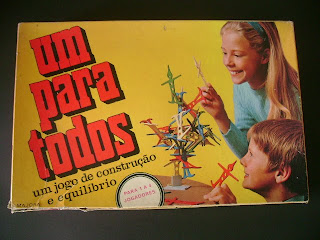 um
para
todos
um jogo de construção
e equilíbrio
PARA 1 A 4
JOGADORES